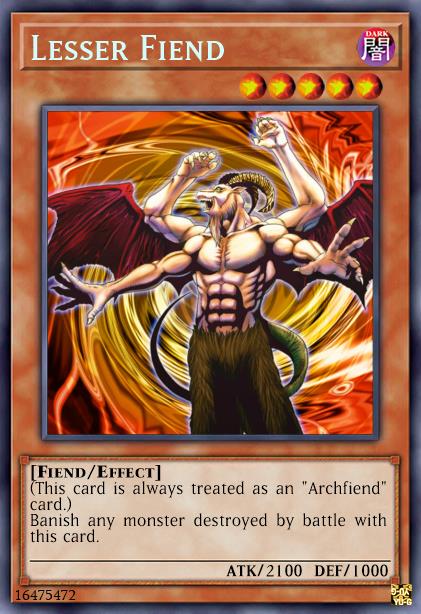 Lesser Fiend
DARK
闇
[Fiend/Effect]
(This card is always treated as an "Archfiend"
card.)
Banish any monster destroyed by battle with
this card.
ATK/2100 DEF/1000
16475472